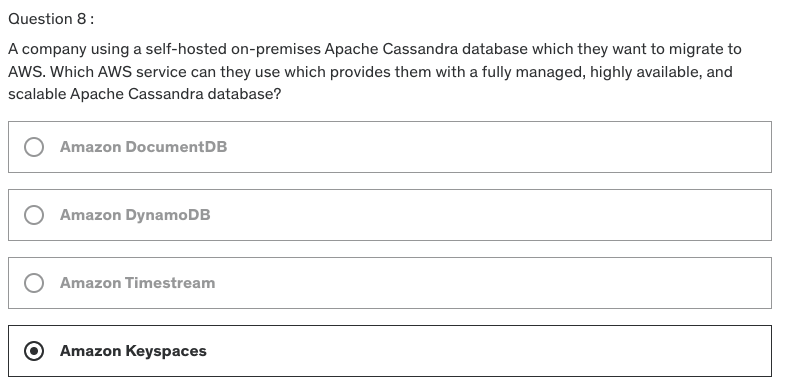 Question 8 :
A company using a self-hosted on-premises Apache Cassandra database which they want to migrate to
AWS. Which AWS service can they use which provides them with a fully managed, highly available, and
scalable Apache Cassandra database?
Amazon DocumentDB
Amazon DynamoDB
Amazon Timestream
Amazon Keyspaces